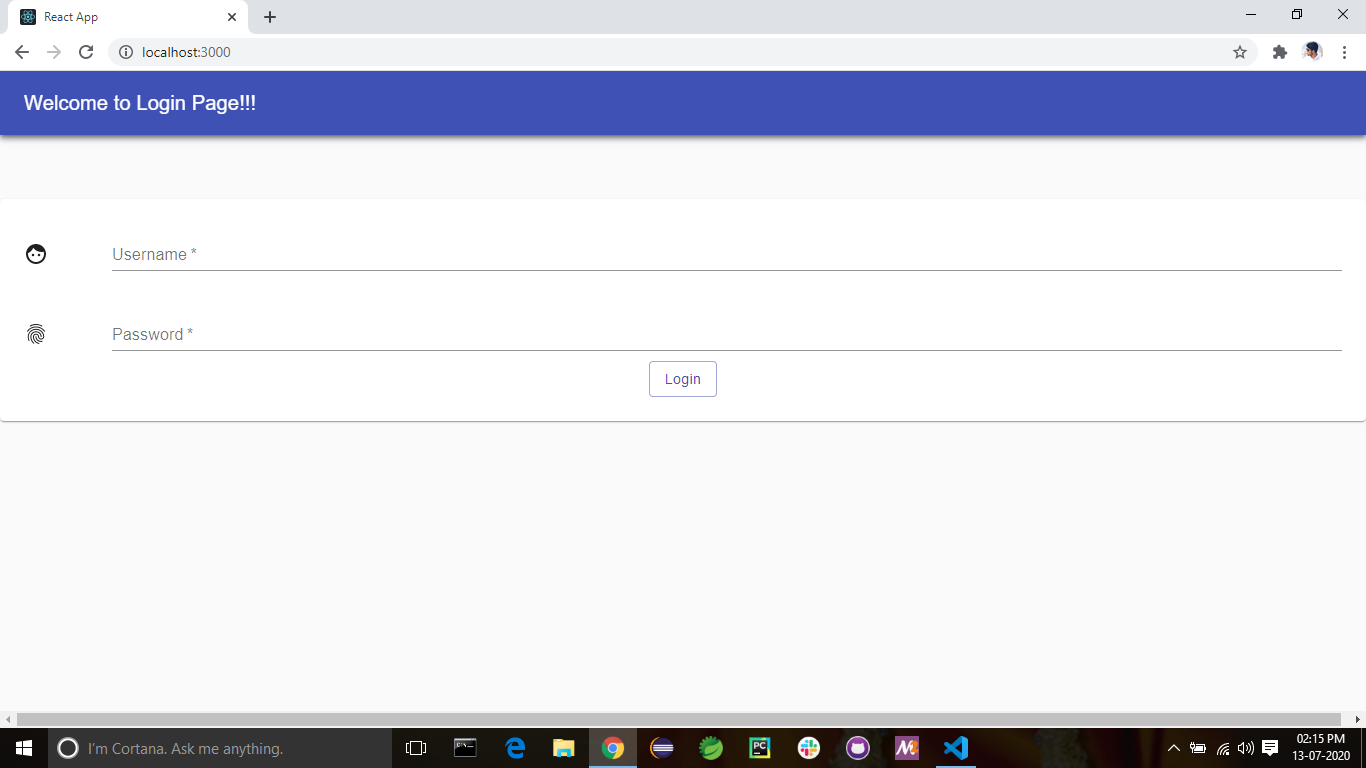 React App
localhost:3000
Welcome to Login Page!!!
Username *
Password *
Login
I'm Cortana. Ask me anything.
PC
02:15 PM
13-07-2020